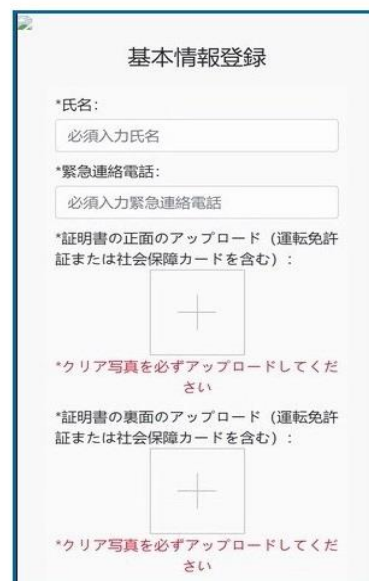 基本情報登録
*氏名:
必須入力氏名
*緊急連絡電話:
必須入力緊急連絡電話
*証明書の正面のアップロード（運転免許
証または社会保障カードを含む）:
*クリア写真を必ずアップロードしてくだ
さい
*証明書の裏面のアップロード（運転免許
証または社会保障カードを含む）:
*クリア写真を必ずアップロードしてくだ
さい